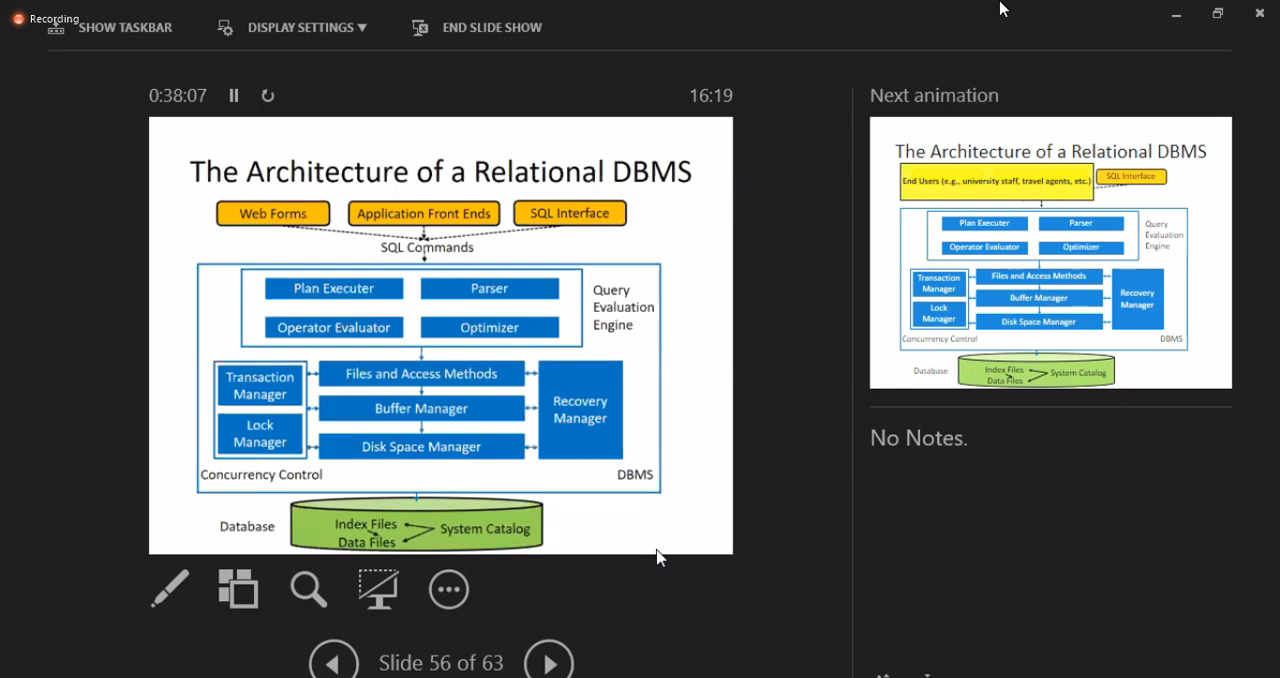 Recording
SHOW TASKBAR
DISPLAY SETTINGS ▼
END SLIDE SHOW
0:38:07
16:19
The Architecture of a Relational DBMS
Web Forms
Application Front Ends
SQL Interface
SQL Commands
Plan Executer
Parser
Operator Evaluator
Optimizer
Query
Evaluation
Engine
Transaction
Manager
Lock
Manager
Files and Access Methods
Buffer Manager
Disk Space Manager
Recovery
Manager
Concurrency Control
DBMS
Database
Index Files
Data Files
System Catalog
Slide 56 of 63
Next animation
The Architecture of a Relational DBMS
End Users (e.g., university staff, travel agents, etc.)
SQL Interface
Plan Executer
Parser
Operator Evaluator
Optimizer
Query
Evaluation
Engine
Transaction
Manager
Lock
Manager
Files and Access Methods
Buffer Manager
Disk Space Manager
Recovery
Manager
Concurrency Control
DBMS
Database
Index Files
Data Files
System Catalog
No Notes.